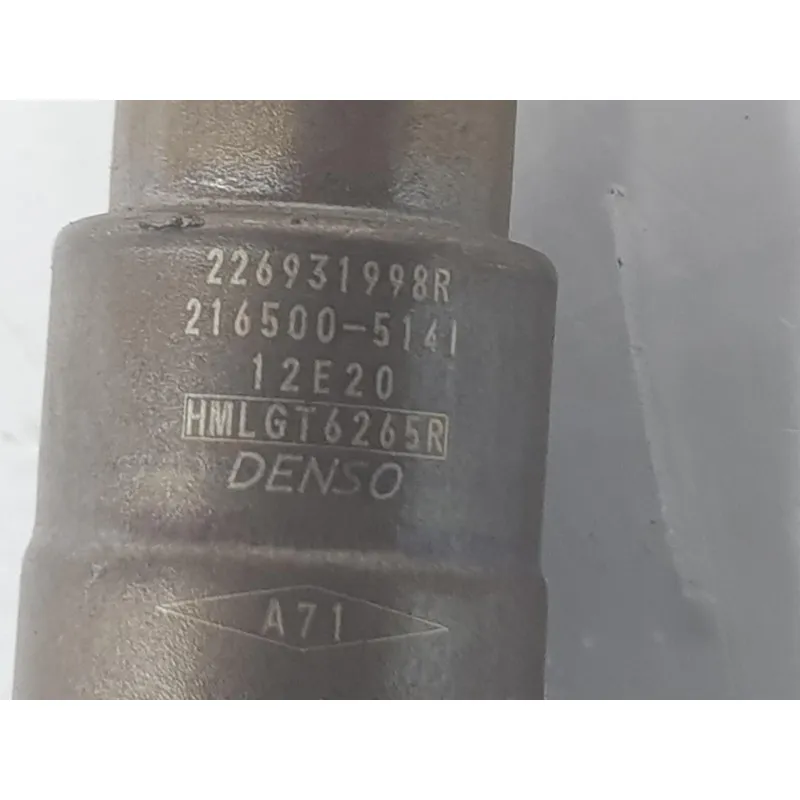 226931998R
216500-5141
12E20
HMLGT6265R
DENSO
A71